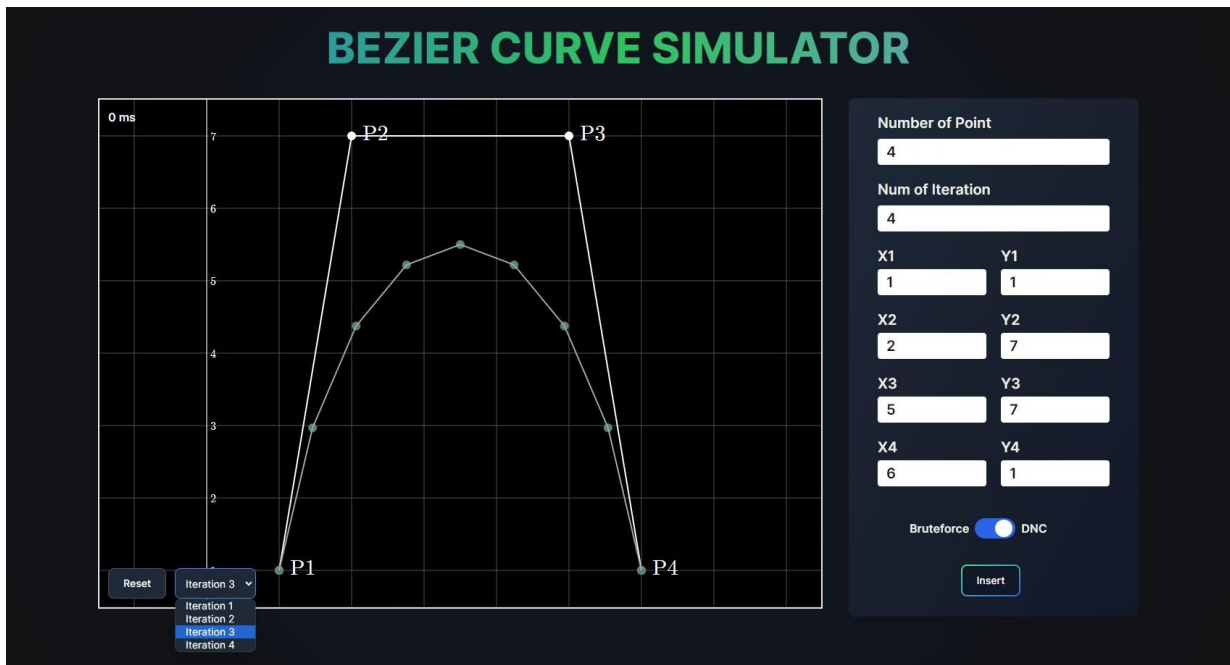 BEZIER CURVE SIMULATOR
0 ms
7
P2
P3
6
5
4
3
2
P1
P4
Reset
Iteration 3
Iteration 1
Iteration 2
Iteration 3
Iteration 4
Number of Point
4
Num of Iteration
4
X1 Y1
1 1
X2 Y2
2 7
X3 Y3
5 7
X4 Y4
6 1
Bruteforce DNC
Insert